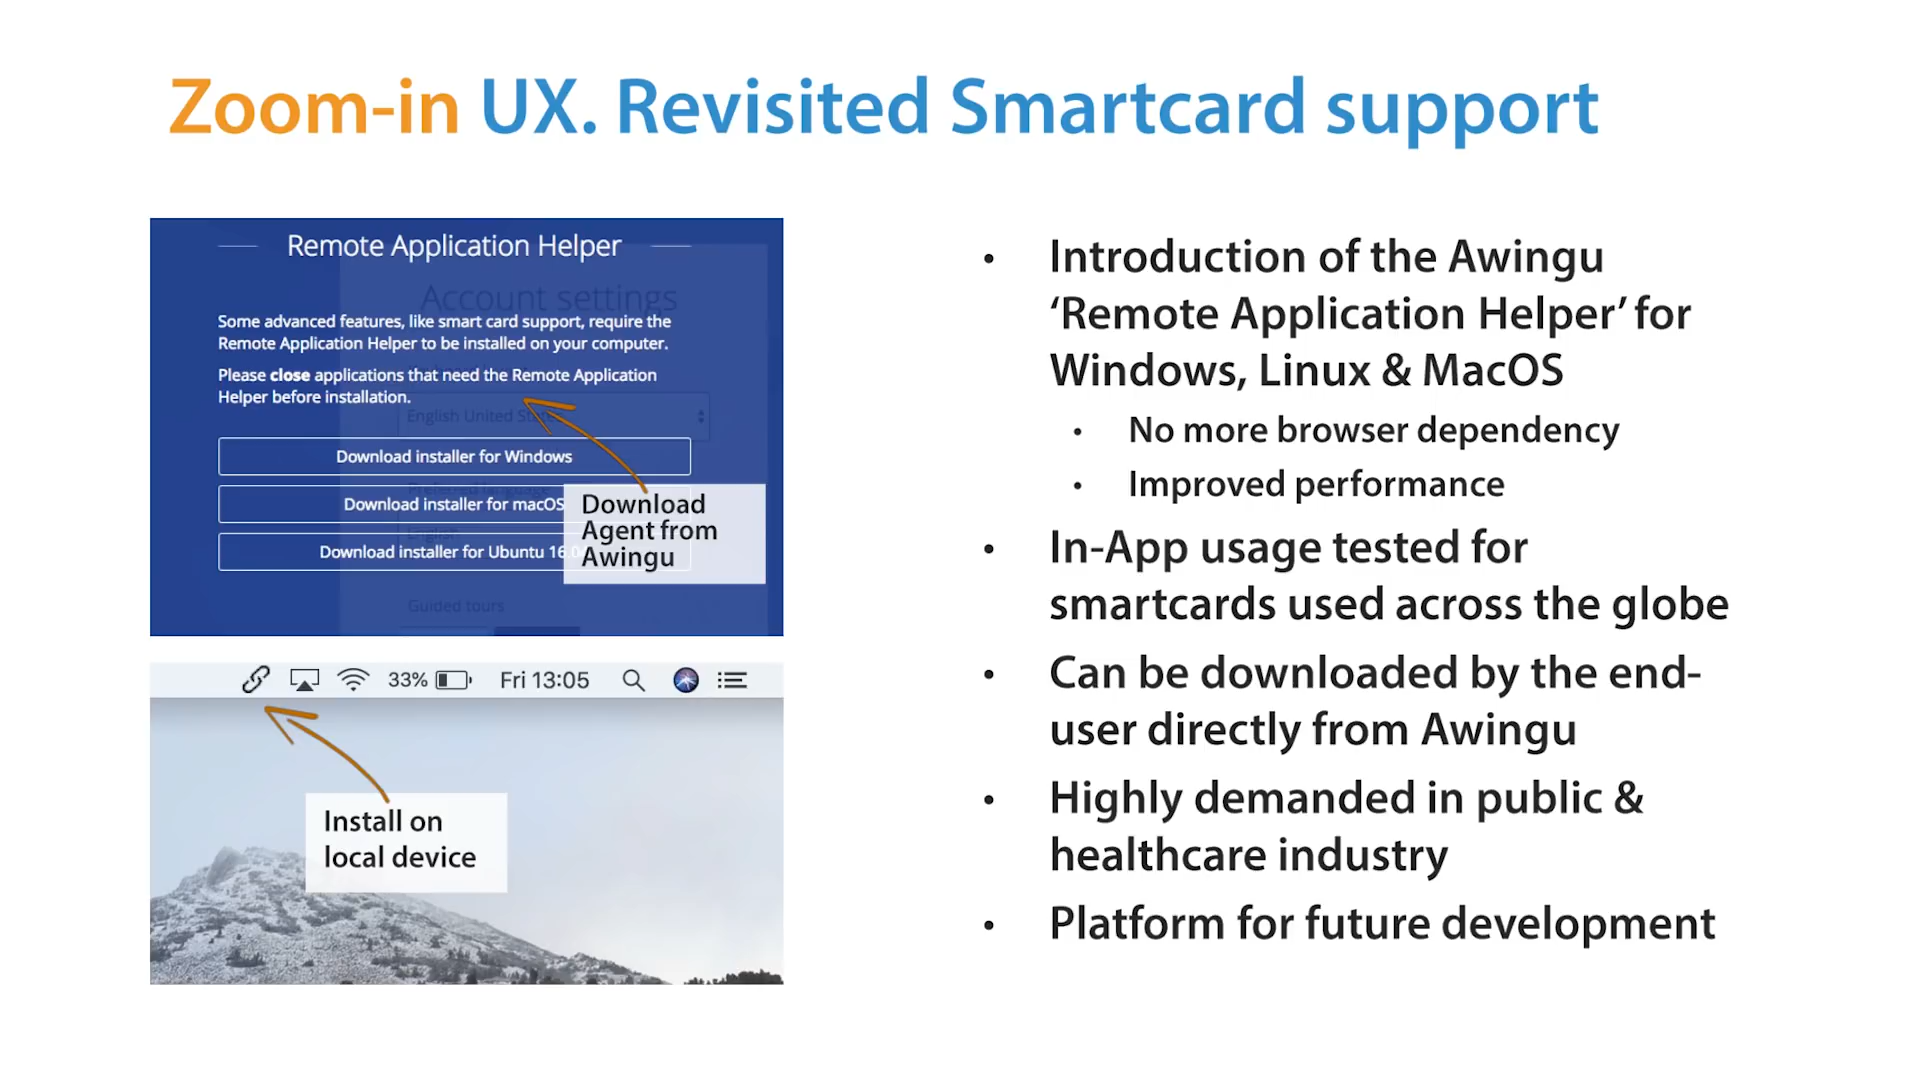 Zoom-in UX. Revisited Smartcard support
Remote Application Helper
Account settings
Some advanced features, like smart card support, require the
Remote Application Helper to be installed on your computer.
Please close applications that need the Remote Application
Helper before installation.
English United States
Download installer for Windows
Preferred language
Download installer for macOS
English
Download installer for Ubuntu 16.0
Guided tours
Download
Agent from
Awingu
33%
Fri 13:05
Install on
local device
• Introduction of the Awingu
‘Remote Application Helper’ for
Windows, Linux & MacOS
• No more browser dependency
• Improved performance
• In-App usage tested for
smartcards used across the globe
• Can be downloaded by the end-
user directly from Awingu
• Highly demanded in public &
healthcare industry
• Platform for future development